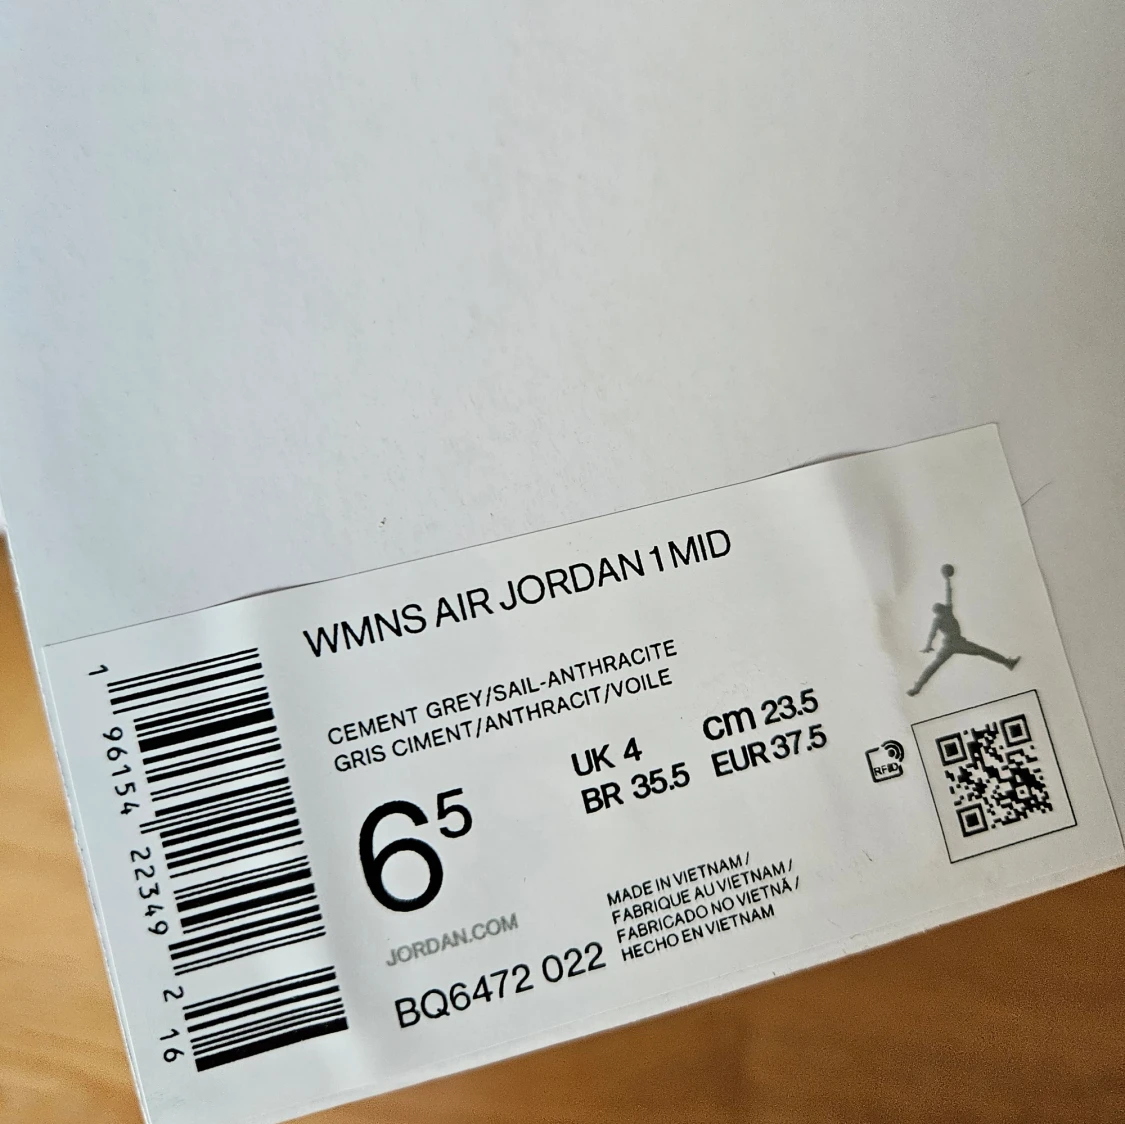 WMNS AIR JORDAN 1 MID
CEMENT GREY/SAIL-ANTHRACITE
GRIS CIMENT/ANTHRACIT/VOILE
6 5
UK 4
BR 35.5
cm 23.5
EUR 37.5
RFID
JORDAN.COM
MADE IN VIETNAM /
FABRIQUE AU VIETNAM /
FABRICADO NO VIETNÃ /
HECHO EN VIETNAM
BQ6472 022
1 96154 22349 2 16